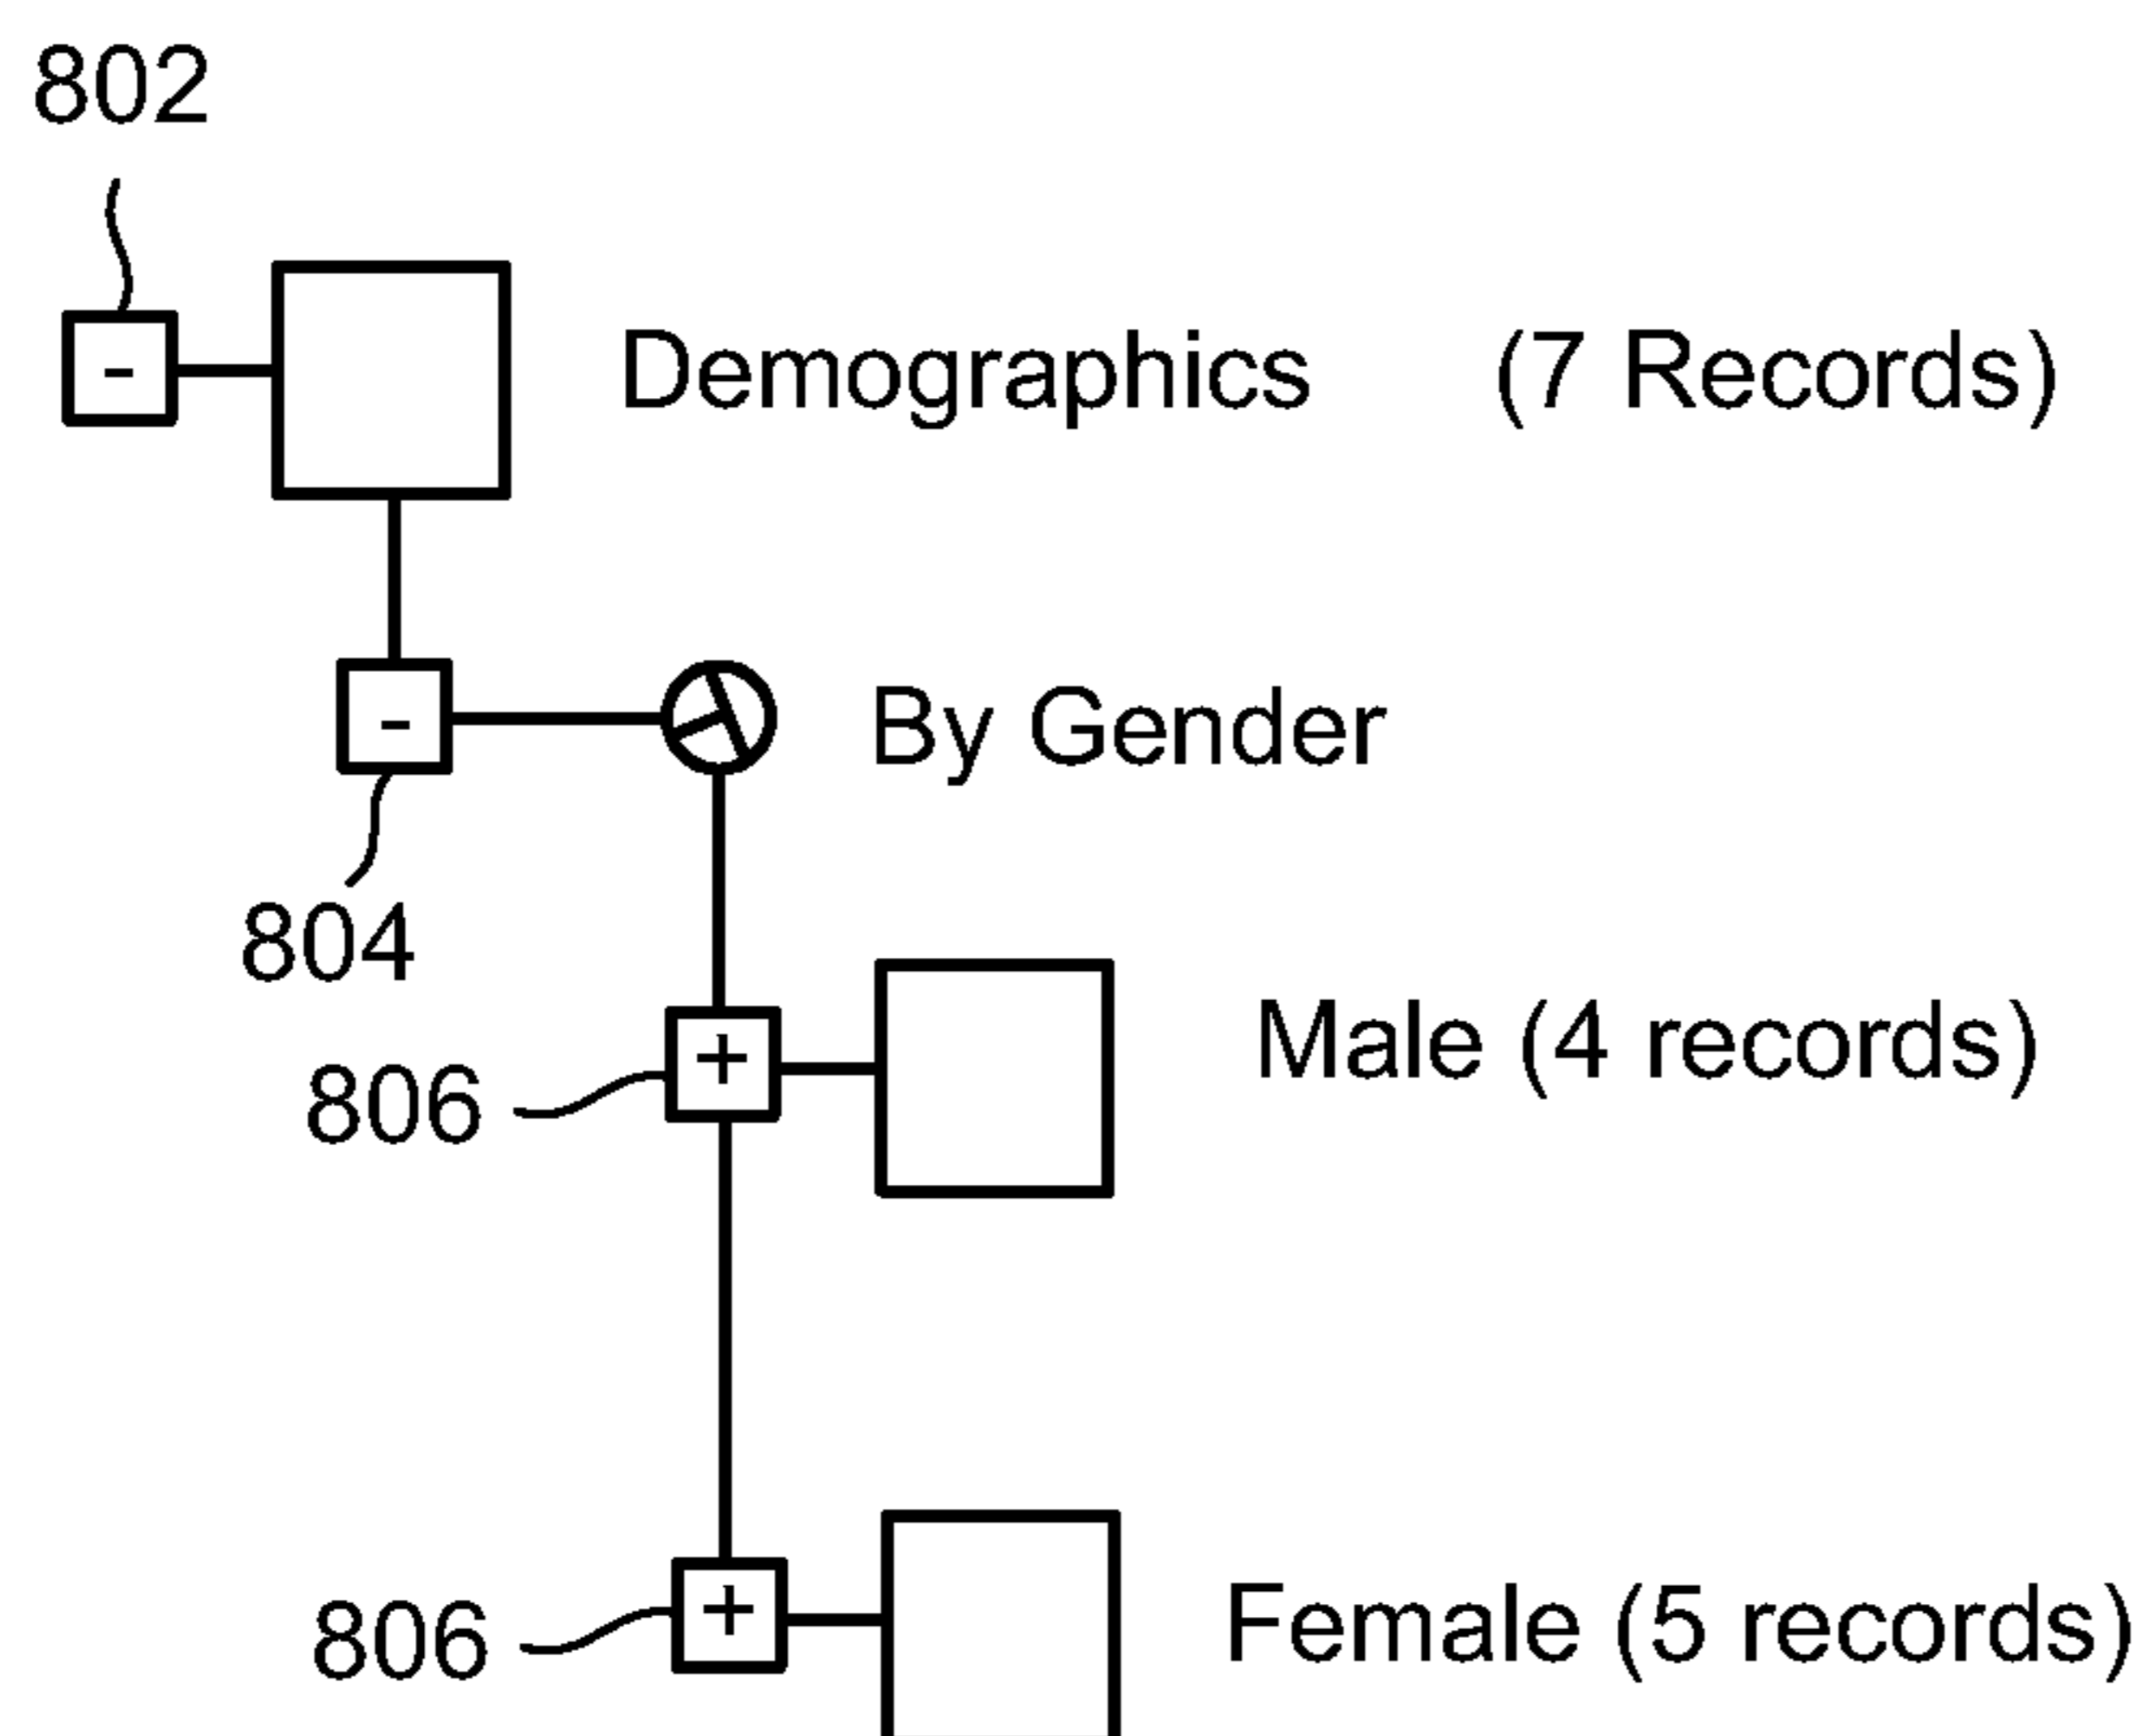 802
- Demographics (7 Records)
- By Gender
804
+ Male (4 records)
806
+ Female (5 records)
806